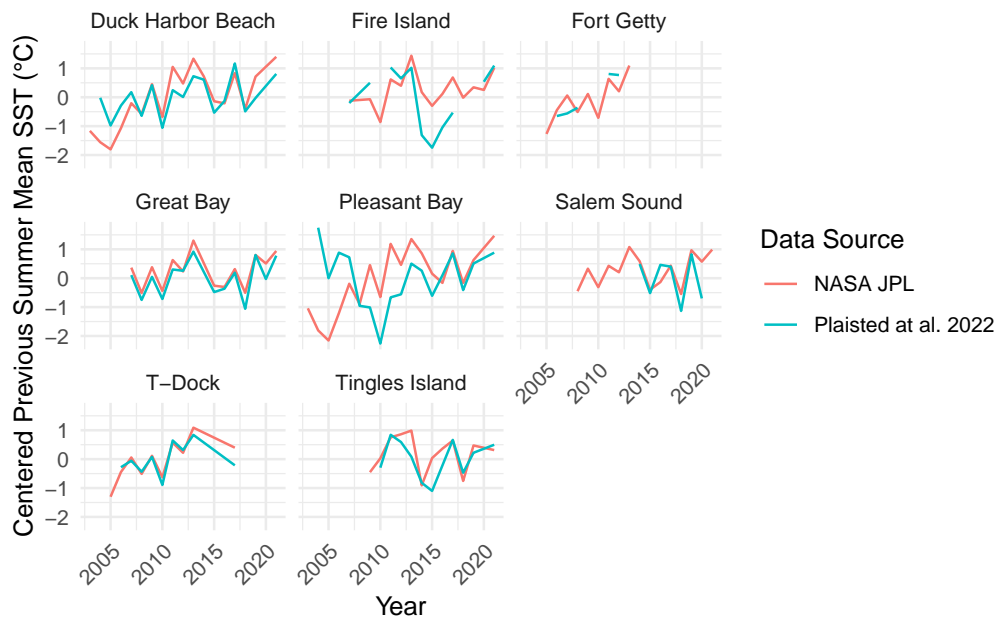 Duck Harbor Beach
Fire Island
Fort Getty
1
0
−1
−2
Great Bay
Pleasant Bay
Salem Sound
1
0
−1
−2
2005
2010
2015
2020
T−Dock
Tingles Island
1
0
−1
−2
2005
2010
2015
2020
2005
2010
2015
2020
Year
Centered Previous Summer Mean SST (°C)
Data Source
NASA JPL
Plaisted at al. 2022